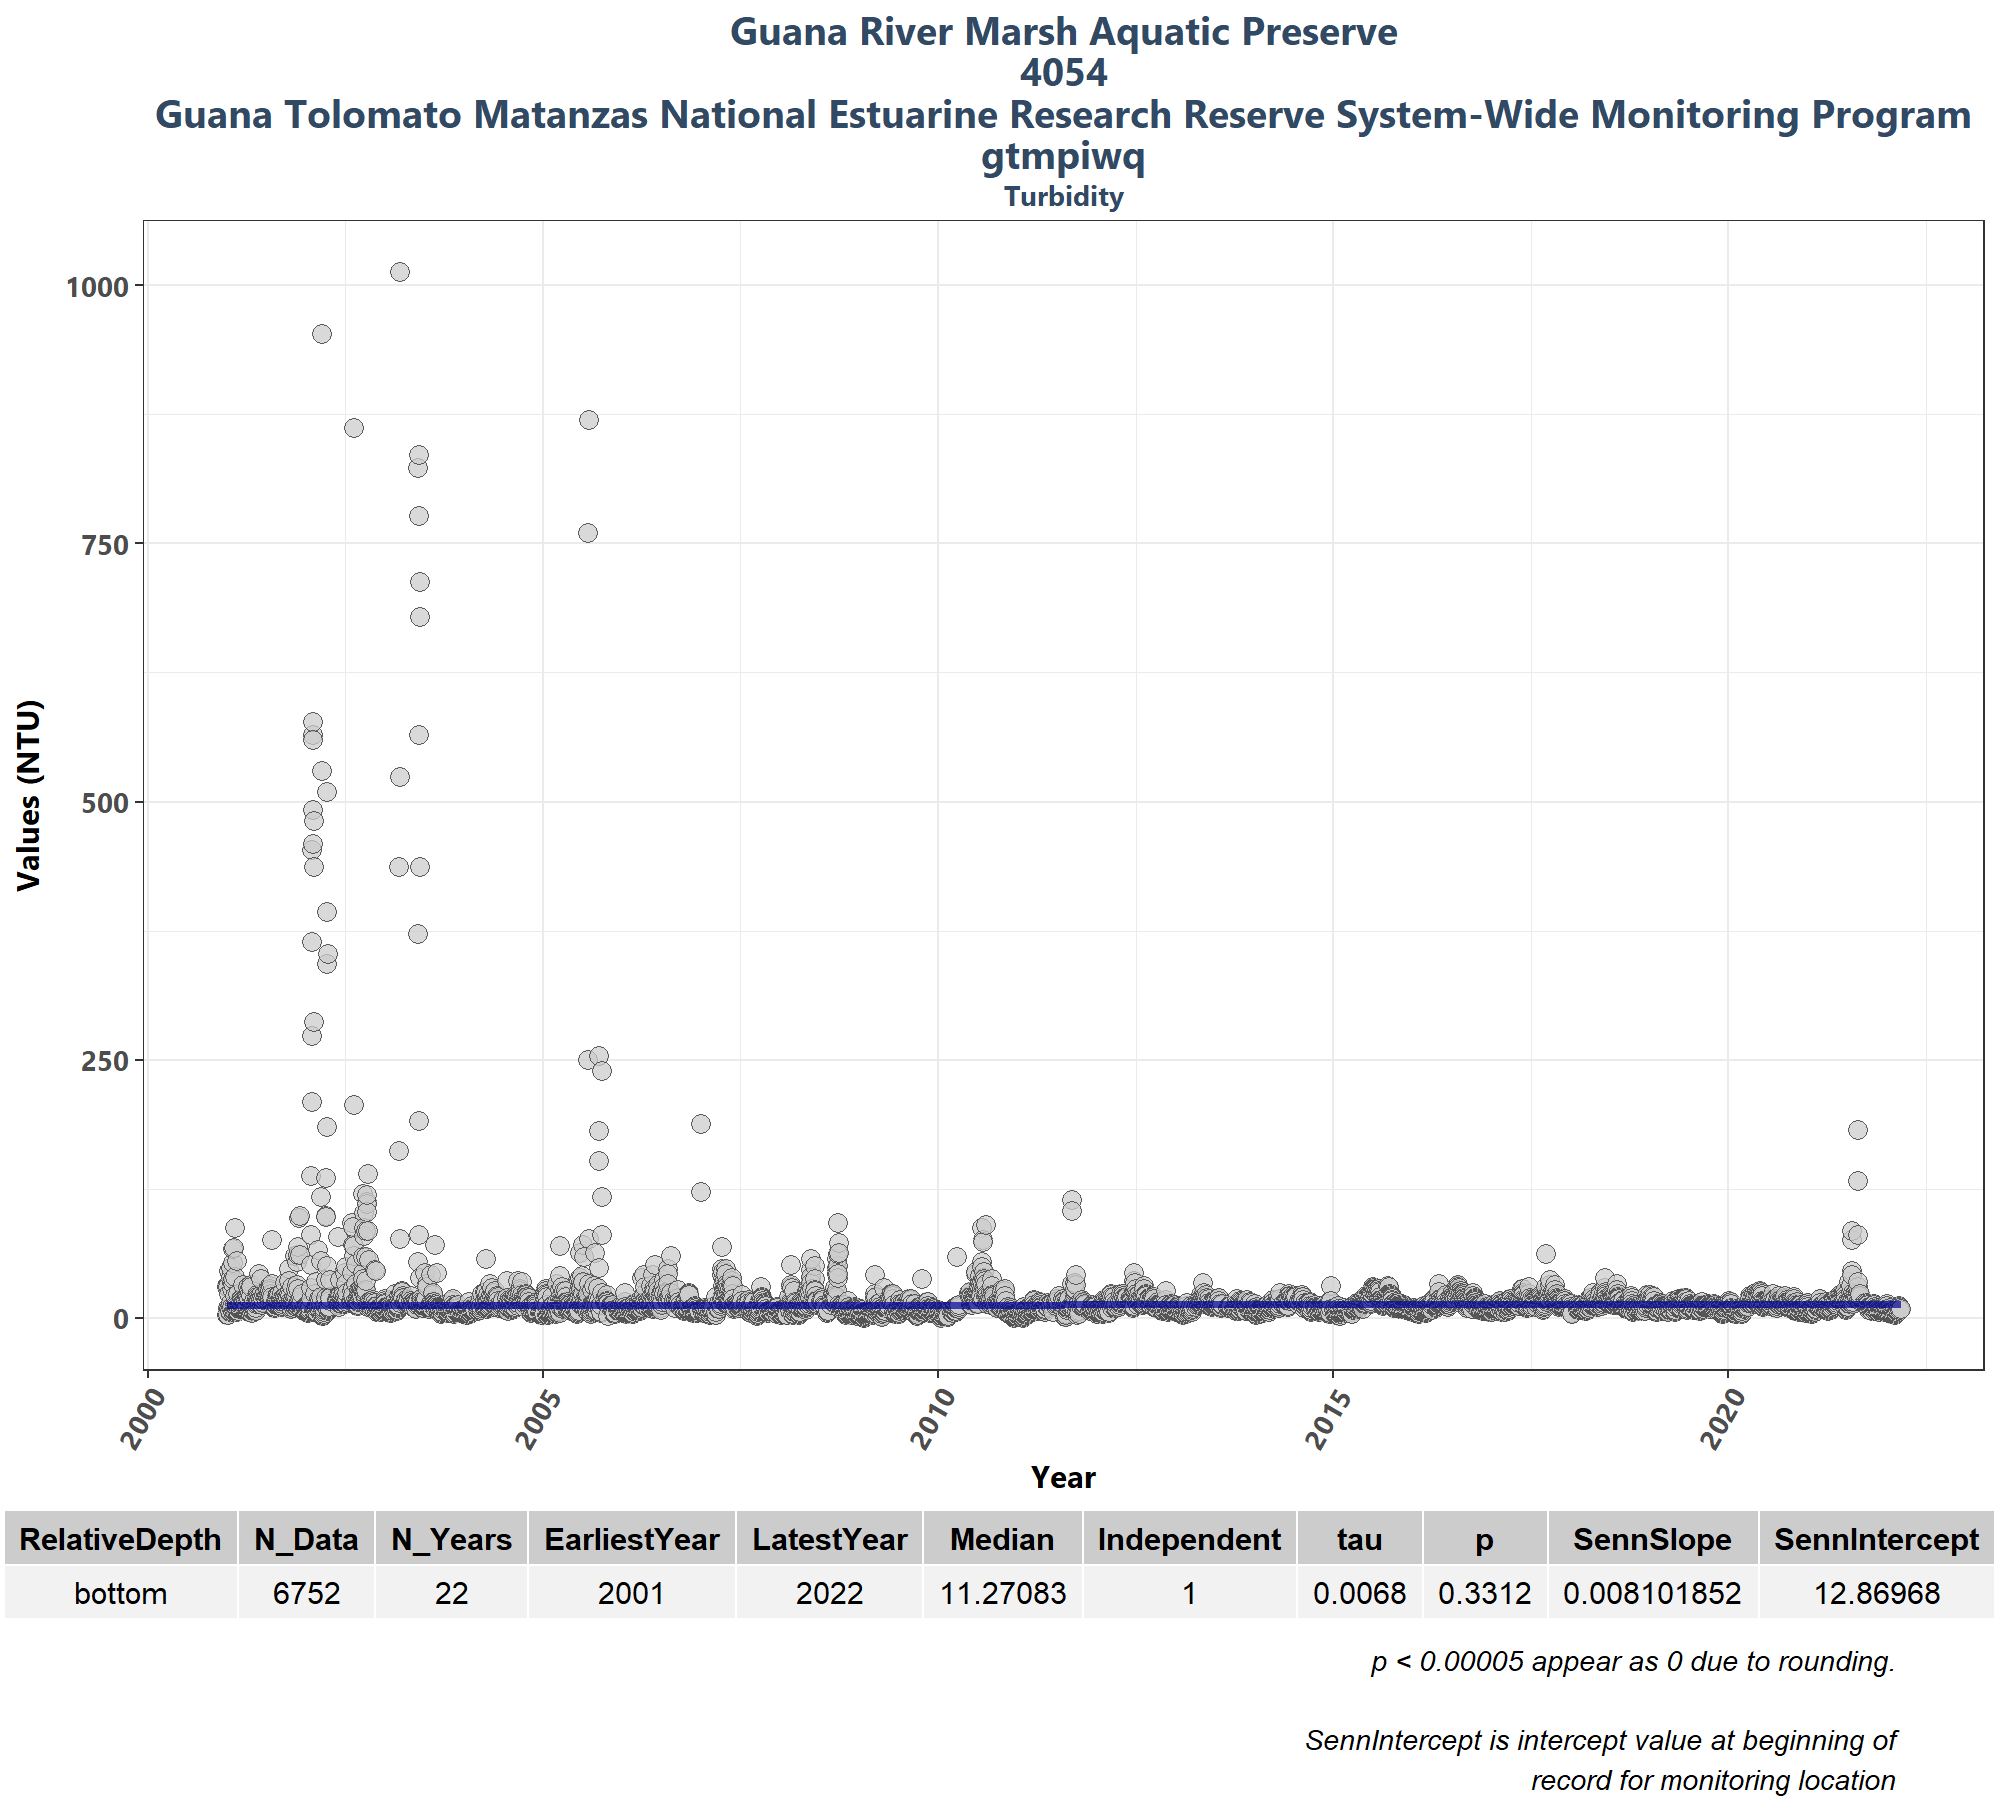 Guana River Marsh Aquatic Preserve
4054
Guana Tolomato Matanzas National Estuarine Research Reserve System-Wide Monitoring Program
gtmpiwq
Turbidity
1000
750
500
250
0
Values (NTU)
2000
2005
2010
2015
2020
Year
RelativeDepth N_Data N_Years EarliestYear LatestYear Median Independent tau p SennSlope SennIntercept
bottom 6752 22 2001 2022 11.27083 1 0.0068 0.3312 0.008101852 12.86968
p < 0.00005 appear as 0 due to rounding.
SennIntercept is intercept value at beginning of
record for monitoring location